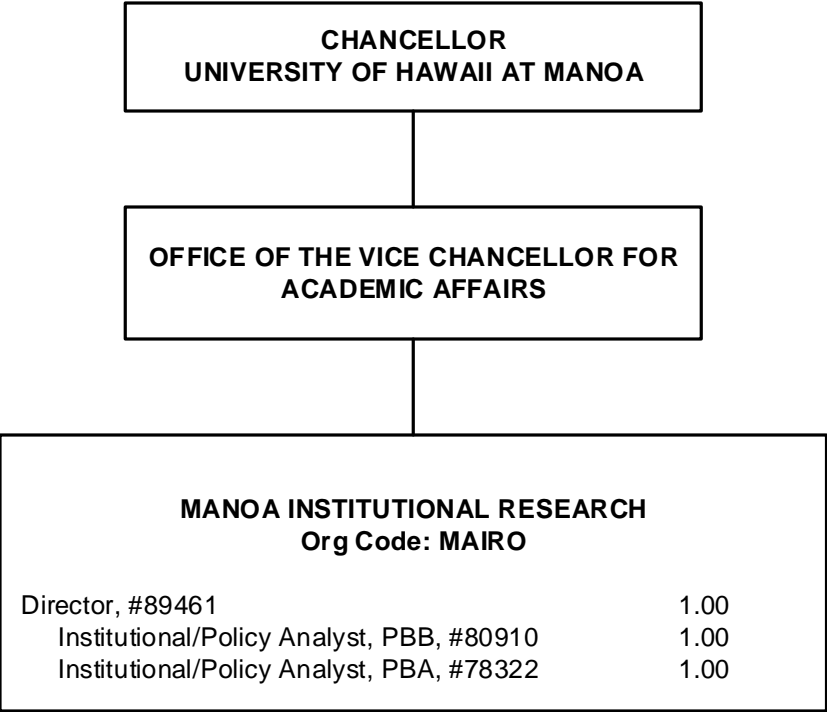 CHANCELLOR
UNIVERSITY OF HAWAII AT MANOA
OFFICE OF THE VICE CHANCELLOR FOR
ACADEMIC AFFAIRS
MANOA INSTITUTIONAL RESEARCH
Org Code: MAIRO
Director, #89461 1.00
Institutional/Policy Analyst, PBB, #80910 1.00
Institutional/Policy Analyst, PBA, #78322 1.00